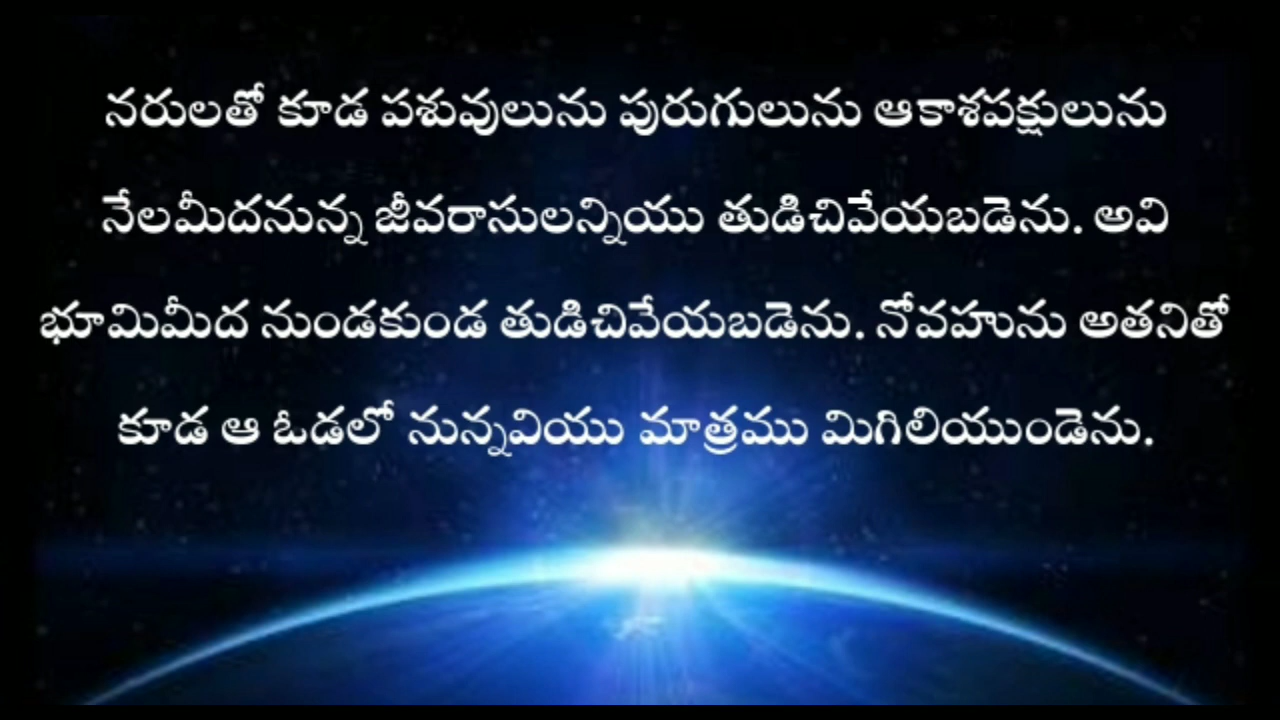 నరులతో కూడ పశువులును పురుగులును ఆకాశపక్షులును
నేలమీదనున్న జీవరాసులన్నియు తుడిచివేయబడెను. అవి
భూమిమీద నుండకుండ తుడిచివేయబడెను. నోవహును అతనితో
కూడ ఆ ఓడలో నున్నవియు మాత్రము మిగిలియుండెను.